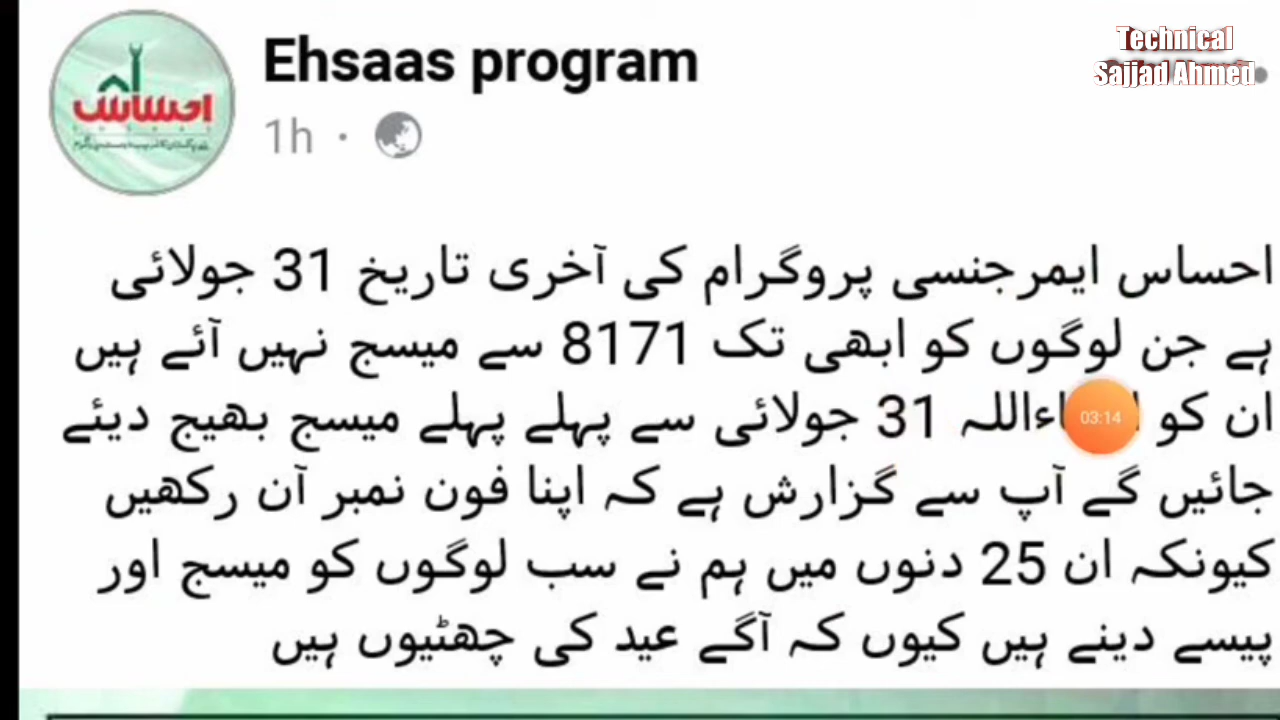 Technical
Sajjad Ahmed
احساس
Ehsaas program
1h ·
احساس ایمرجنسی پروگرام کی آخری تاریخ 31 جولائی
ہے جن لوگوں کو ابھی تک 8171 سے میسج نہیں آئے ہیں
ان کو 31 جولائی سے پہلے پہلے میسج بھیج دیئے
03:14
جائیں گے آپ سے گزارش ہے کہ اپنا فون نمبر آن رکھیں
کیونکہ ان 25 دنوں میں ہم نے سب لوگوں کو میسج اور
پیسے دینے ہیں کیوں کہ آگے عید کی چھٹیوں ہیں